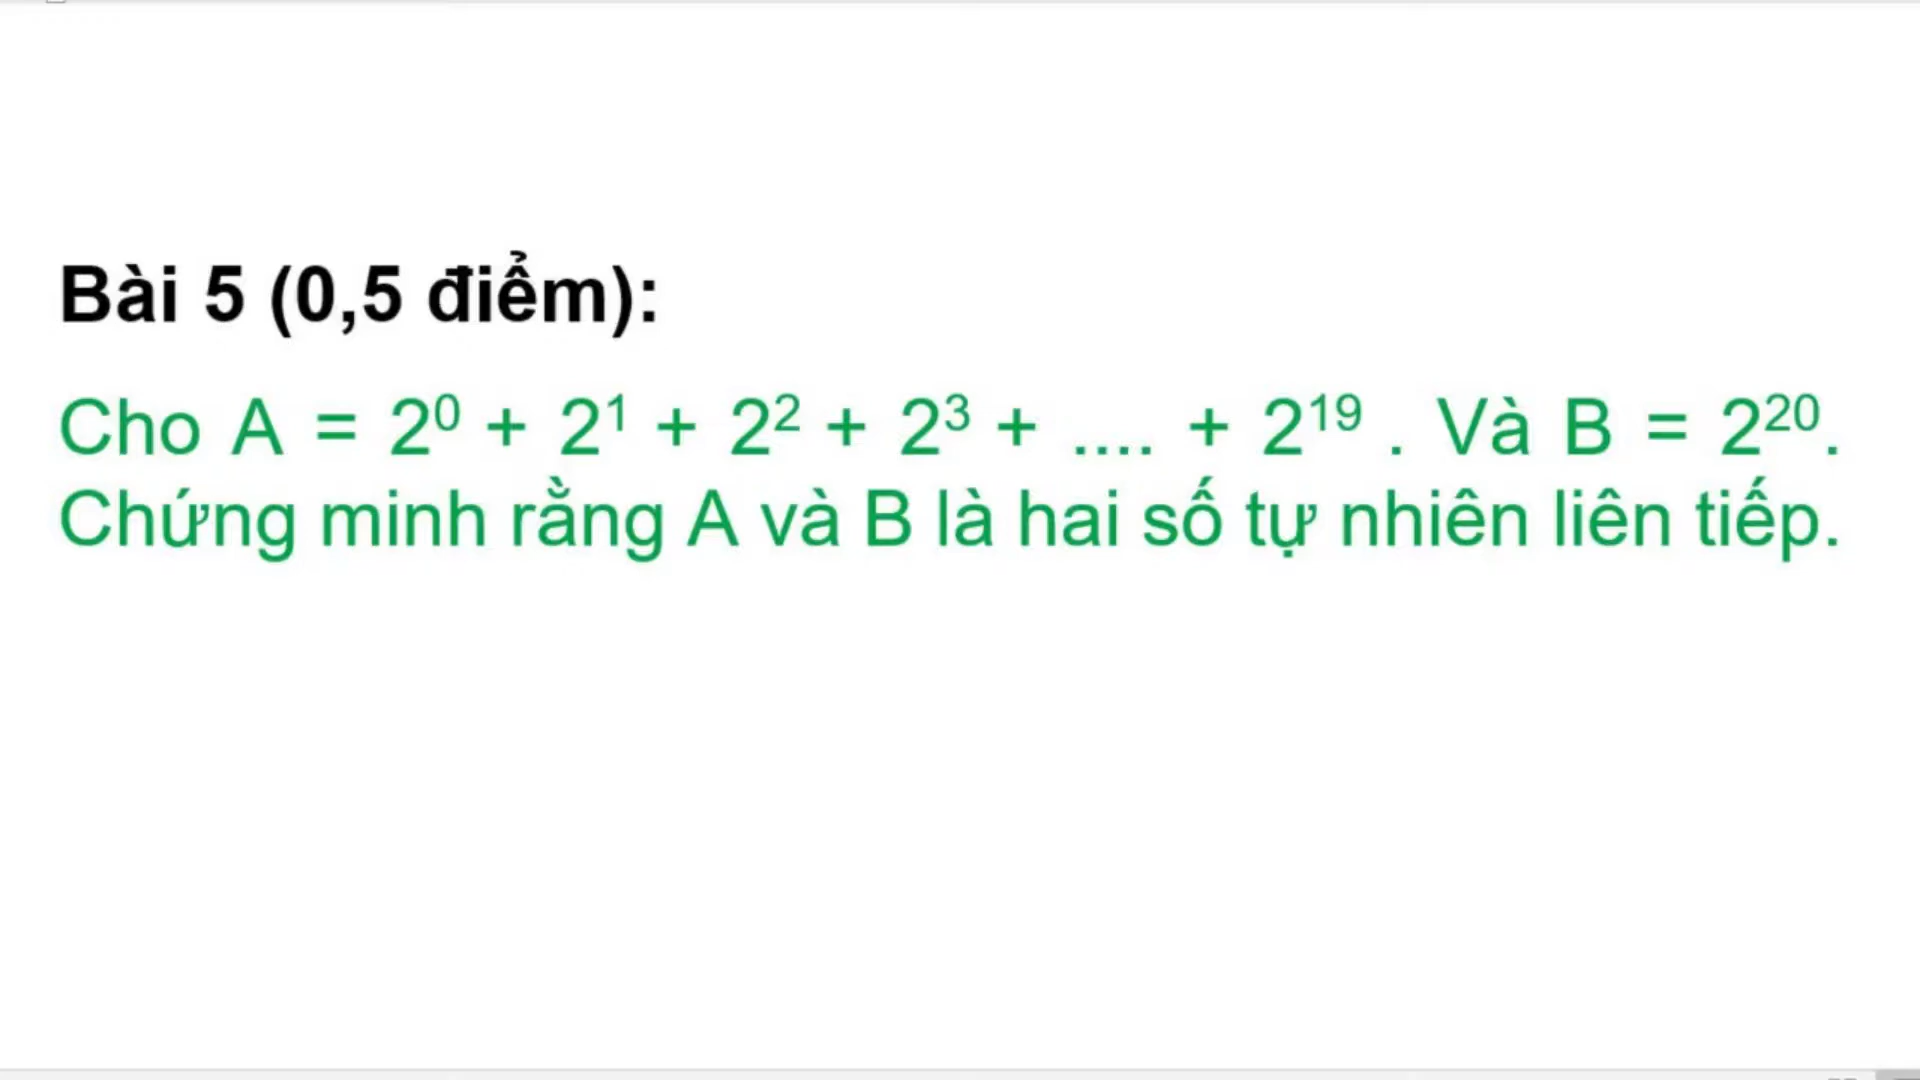 Bài 5 (0,5 điểm):
Cho A = 2⁰ + 2¹ + 2² + 2³ + .... + 2¹⁹ . Và B = 2²⁰.
Chứng minh rằng A và B là hai số tự nhiên liên tiếp.